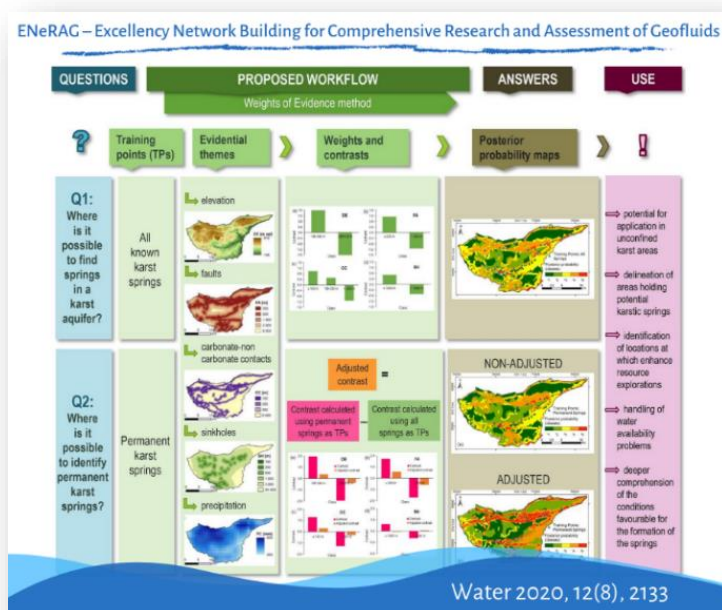 ENeRAG – Excellency Network Building for Comprehensive Research and Assessment of Geofluids
QUESTIONS
PROPOSED WORKFLOW
ANSWERS
USE
Weights of Evidence method
?
Training
points (TPs)
Evidential
themes
Weights and
contrasts
Posterior
probability maps
!
Q1:
Where
is it
possible
to find
springs
in a
karst
aquifer?
All
known
karst
springs
elevation
faults
carbonate-non
carbonate contacts
sinkholes
precipitation
potential for
application in
unconfined
karst areas
delineation of
areas holding
potential
karstic springs
identification
of locations at
which enhance
resource
explorations
handling of
water
availability
problems
deeper
comprehension
of the
conditions
favourable for
the formation of
the springs
Q2:
Where
is it
possible
to identify
permanent
karst
springs?
Permanent
karst
springs
Adjusted
contrast
=
Contrast calculated
using permanent
springs as TPs
–
Contrast calculated
using all
springs as TPs
NON-ADJUSTED
ADJUSTED
Water 2020, 12(8), 2133